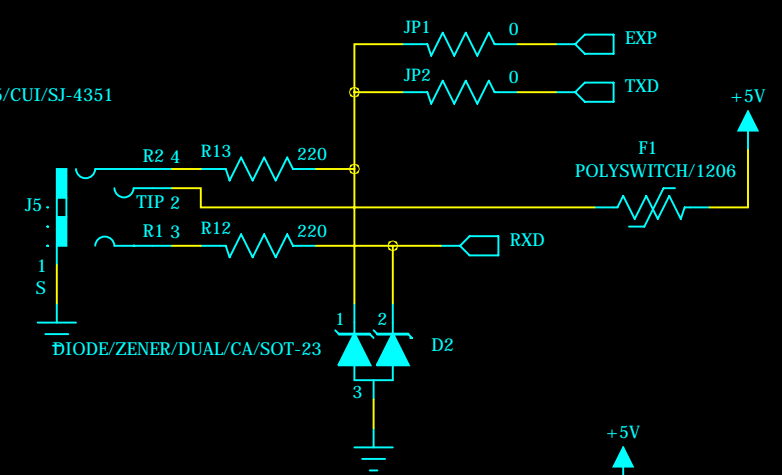 JP1 0 EXP
JP2 0 TXD
/CUI/SJ-4351
+5V
R2 4 R13 220
F1
POLYSWITCH/1206
J5
TIP 2
R1 3 R12 220 RXD
1
S
1 2
DIODE/ZENER/DUAL/CA/SOT-23 D2
3
+5V